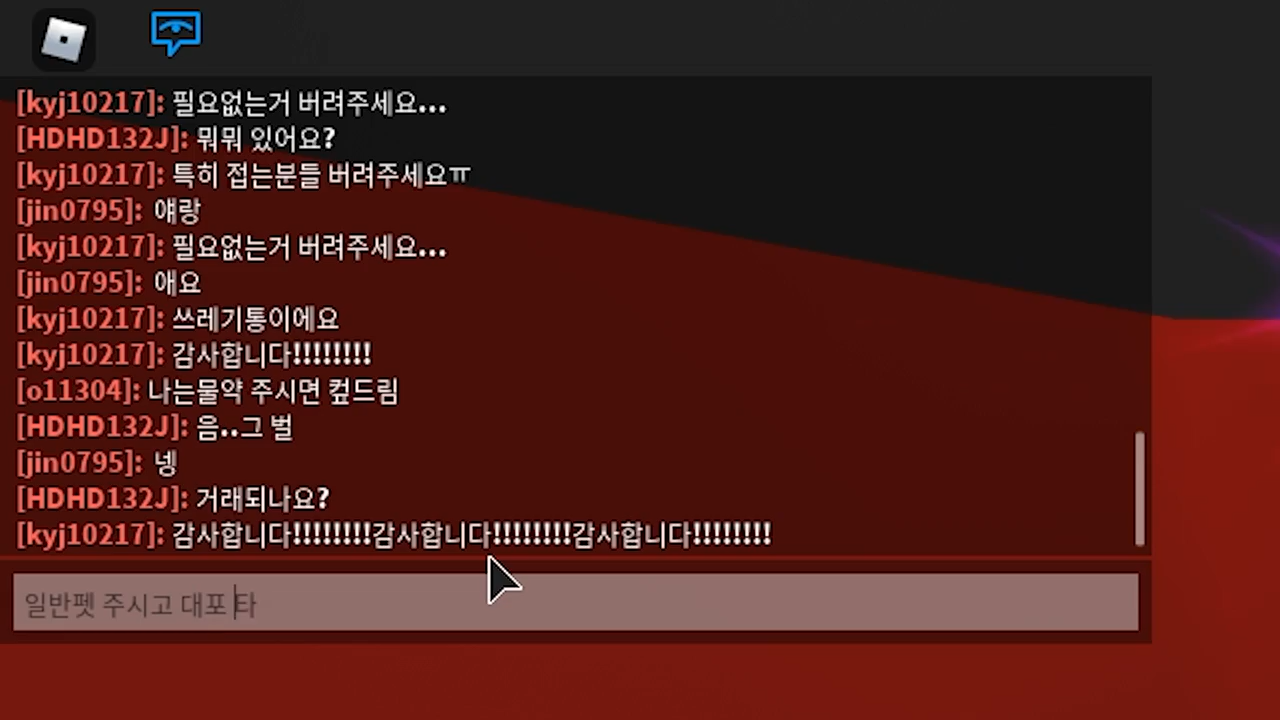 [kyj10217]: 필요없는거 버려주세요...
[HDHD132J]: 뭐뭐 있어요?
[kyj10217]: 특히 접는분들 버려주세요ㅠ
[jin0795]: 얘랑
[kyj10217]: 필요없는거 버려주세요...
[jin0795]: 애요
[kyj10217]: 쓰레기통이에요
[kyj10217]: 감사합니다!!!!!!!!
[o11304]: 나는물약 주시면 컾드림
[HDHD132J]: 음..그 벌
[jin0795]: 넹
[HDHD132J]: 거래되나요?
[kyj10217]: 감사합니다!!!!!!!!감사합니다!!!!!!!!감사합니다!!!!!!!!
일반펫 주시고 대포 타